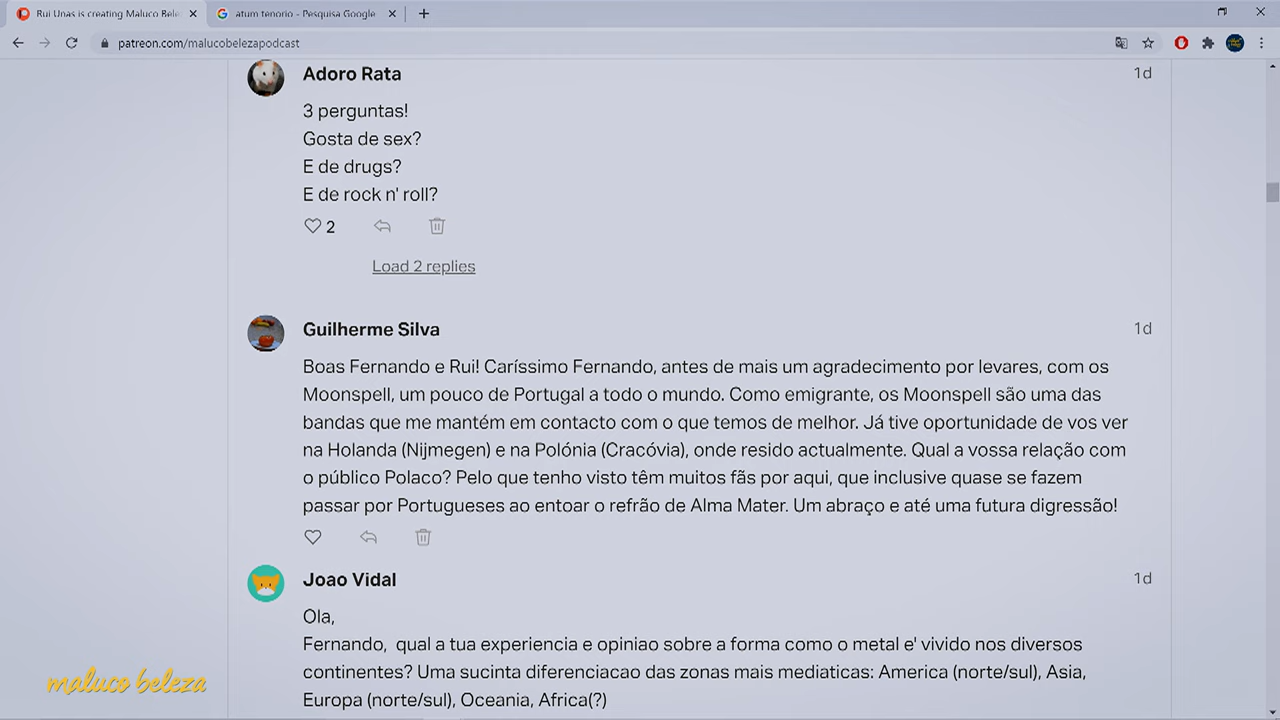 Rui Unas is creating Maluco Bele
atum tenorio - Pesquisa Google
patreon.com/malucobelezapodcast
Adoro Rata
1d
3 perguntas!
Gosta de sex?
E de drugs?
E de rock n' roll?
2
Load 2 replies
Guilherme Silva
1d
Boas Fernando e Rui! Caríssimo Fernando, antes de mais um agradecimento por levares, com os
Moonspell, um pouco de Portugal a todo o mundo. Como emigrante, os Moonspell são uma das
bandas que me mantém em contacto com o que temos de melhor. Já tive oportunidade de vos ver
na Holanda (Nijmegen) e na Polónia (Cracóvia), onde resido actualmente. Qual a vossa relação com
o público Polaco? Pelo que tenho visto têm muitos fãs por aqui, que inclusive quase se fazem
passar por Portugueses ao entoar o refrão de Alma Mater. Um abraço e até uma futura digressão!
Joao Vidal
1d
Ola,
Fernando, qual a tua experiencia e opiniao sobre a forma como o metal e' vivido nos diversos
continentes? Uma sucinta diferenciacao das zonas mais mediaticas: America (norte/sul), Asia,
Europa (norte/sul), Oceania, Africa(?)
maluco beleza